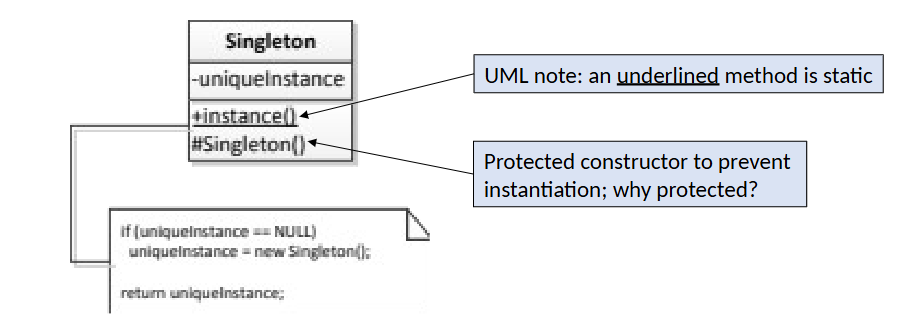 Singleton
-uniqueInstance
+instance()
#Singleton()
UML note: an underlined method is static
Protected constructor to prevent
instantiation; why protected?
if (uniqueInstance == NULL)
uniqueInstance = new Singleton();
return uniqueInstance;